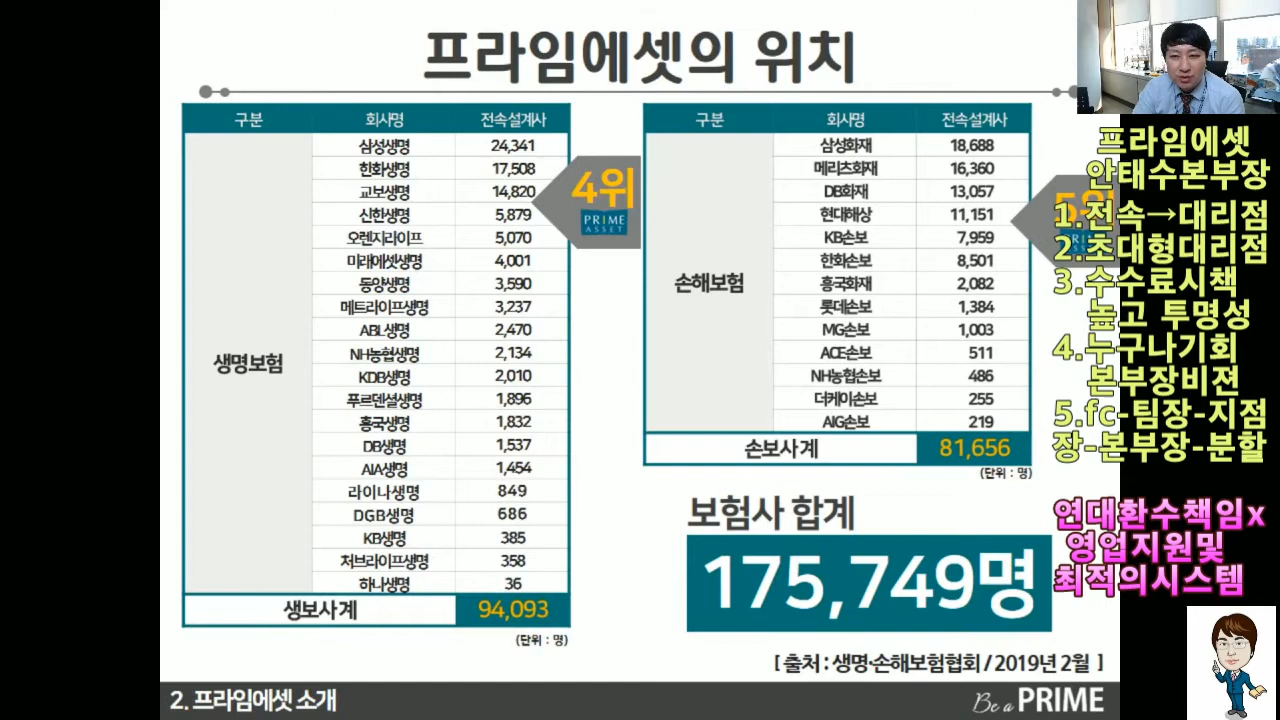 프라임에셋의 위치
구분 회사명 전속설계사
생명보험
삼성생명 24,341
한화생명 17,508
교보생명 14,820
신한생명 5,879
오렌지라이프 5,070
미래에셋생명 4,001
동양생명 3,590
메트라이프생명 3,237
ABL생명 2,470
NH농협생명 2,134
KDB생명 2,010
푸르덴셜생명 1,896
흥국생명 1,832
DB생명 1,537
AIA생명 1,454
라이나생명 849
DGB생명 686
KB생명 385
처브라이프생명 358
하나생명 36
생보사 계 94,093
(단위 : 명)
4위
PRIME
ASSET
구분 회사명 전속설계사
손해보험
삼성화재 18,688
메리츠화재 16,360
DB화재 13,057
현대해상 11,151
KB손보 7,959
한화손보 8,501
흥국화재 2,082
롯데손보 1,384
MG손보 1,003
ACE손보 511
NH농협손보 486
더케이손보 255
AIG손보 219
손보사 계 81,656
(단위 : 명)
보험사 합계
175,749명
[ 출처 : 생명·손해보험협회 / 2019년 2월 ]
2. 프라임에셋 소개
Be a PRIME
프라임에셋
안태수본부장
1.전속→대리점
2.초대형대리점
3.수수료시책
높고 투명성
4.누구나기회
본부장비젼
5.fc-팀장-지점
장-본부장-분할
연대환수책임x
영업지원및
최적의시스템